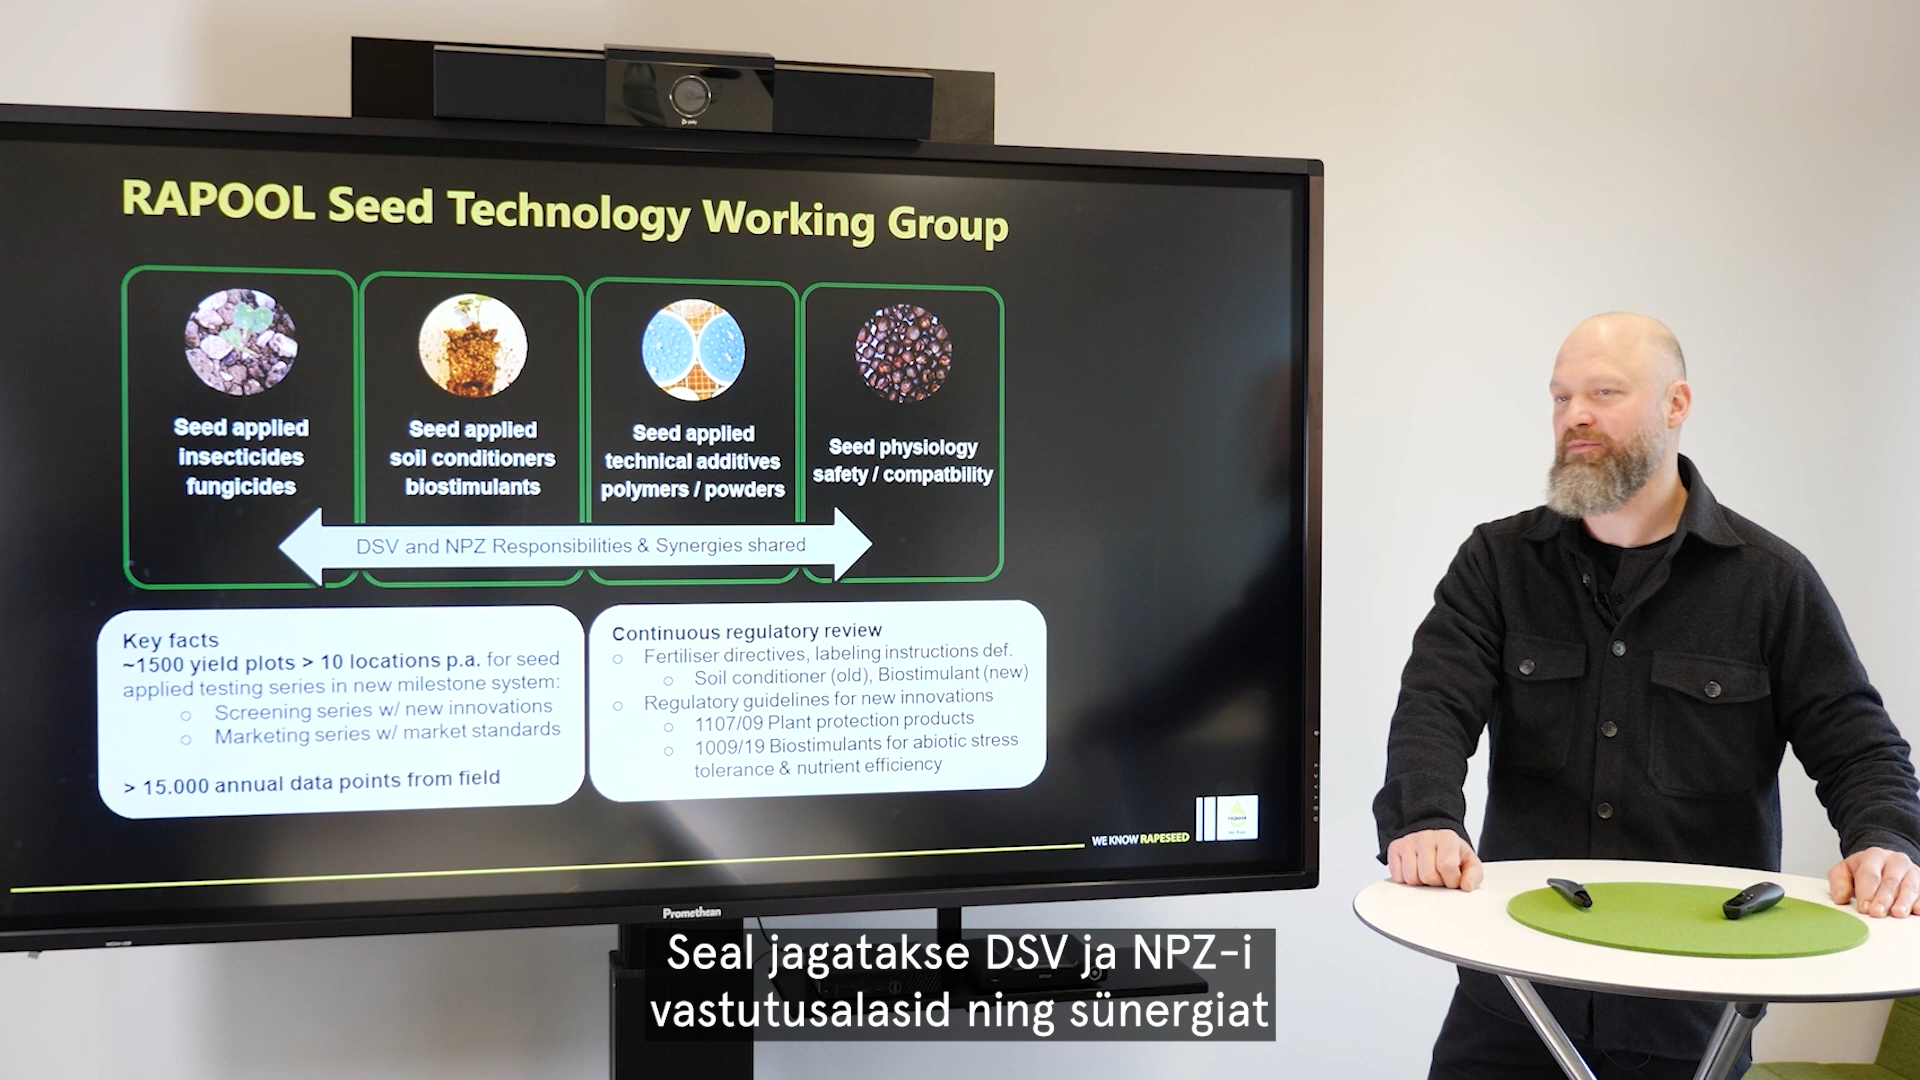 poly
RAPOOL Seed Technology Working Group
Seed applied
insecticides
fungicides
Seed applied
soil conditioners
biostimulants
Seed applied
technical additives
polymers / powders
Seed physiology
safety / compatbility
DSV and NPZ Responsibilities & Synergies shared
Key facts
~1500 yield plots > 10 locations p.a. for seed
applied testing series in new milestone system:
○ Screening series w/ new innovations
○ Marketing series w/ market standards
> 15.000 annual data points from field
Continuous regulatory review
○ Fertiliser directives, labeling instructions def.
○ Soil conditioner (old), Biostimulant (new)
○ Regulatory guidelines for new innovations
○ 1107/09 Plant protection products
○ 1009/19 Biostimulants for abiotic stress
tolerance & nutrient efficiency
WE KNOW RAPESEED
rapool
Promethean
Seal jagatakse DSV ja NPZ-i
vastutusalasid ning sünergiat